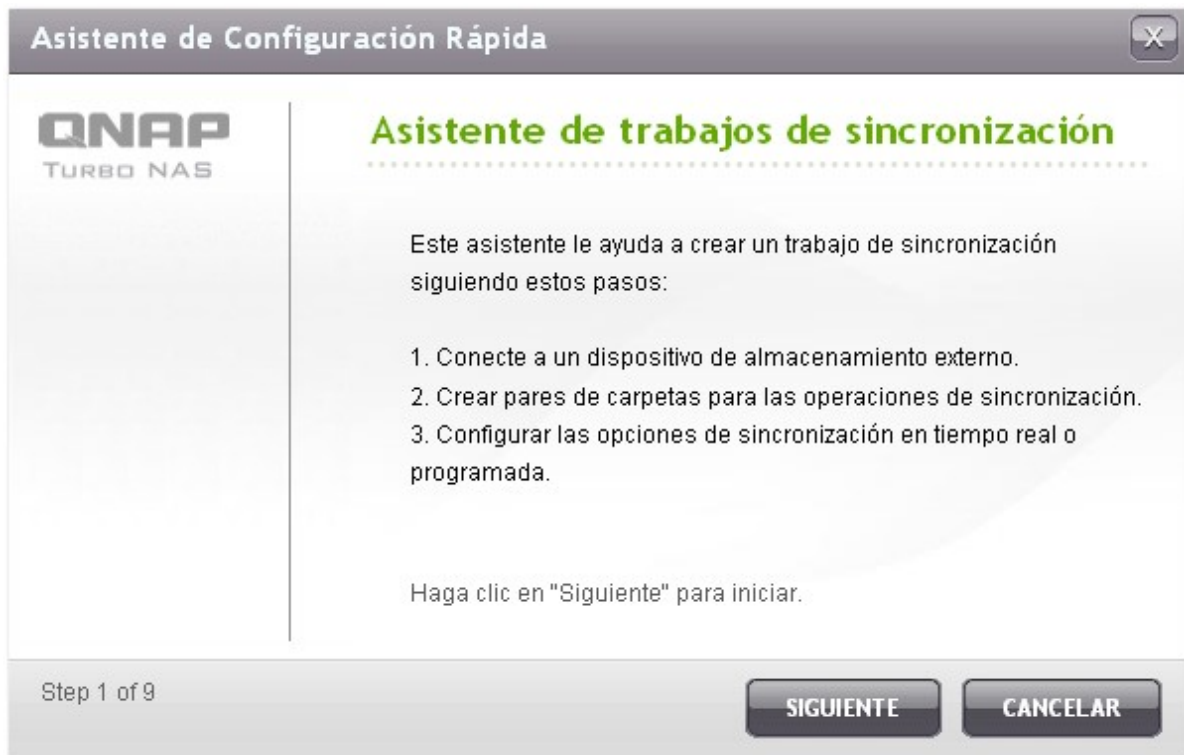 Asistente de Configuración Rápida
X
QNAP
TURBO NAS
Asistente de trabajos de sincronización
Este asistente le ayuda a crear un trabajo de sincronización
siguiendo estos pasos:
1. Conecte a un dispositivo de almacenamiento externo.
2. Crear pares de carpetas para las operaciones de sincronización.
3. Configurar las opciones de sincronización en tiempo real o
programada.
Haga clic en "Siguiente" para iniciar.
Step 1 of 9
SIGUIENTE
CANCELAR